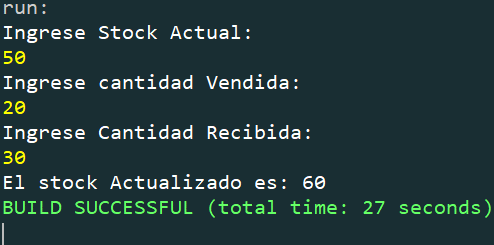 run:
Ingrese Stock Actual:
50
Ingrese cantidad Vendida:
20
Ingrese Cantidad Recibida:
30
El stock Actualizado es: 60
BUILD SUCCESSFUL (total time: 27 seconds)